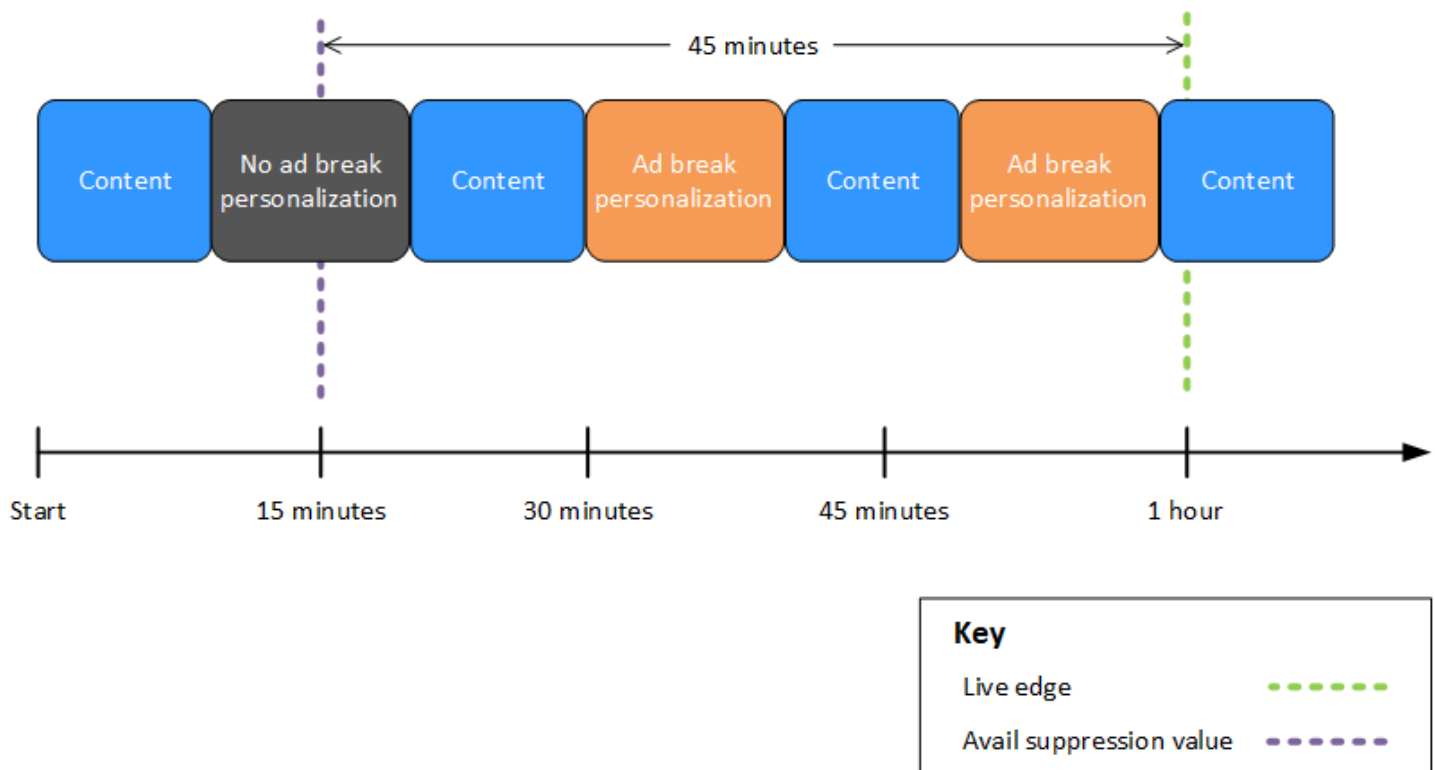 45 minutes
Content
No ad break
personalization
Content
Ad break
personalization
Content
Ad break
personalization
Content
Start
15 minutes
30 minutes
45 minutes
1 hour
Key
Live edge
Avail suppression value